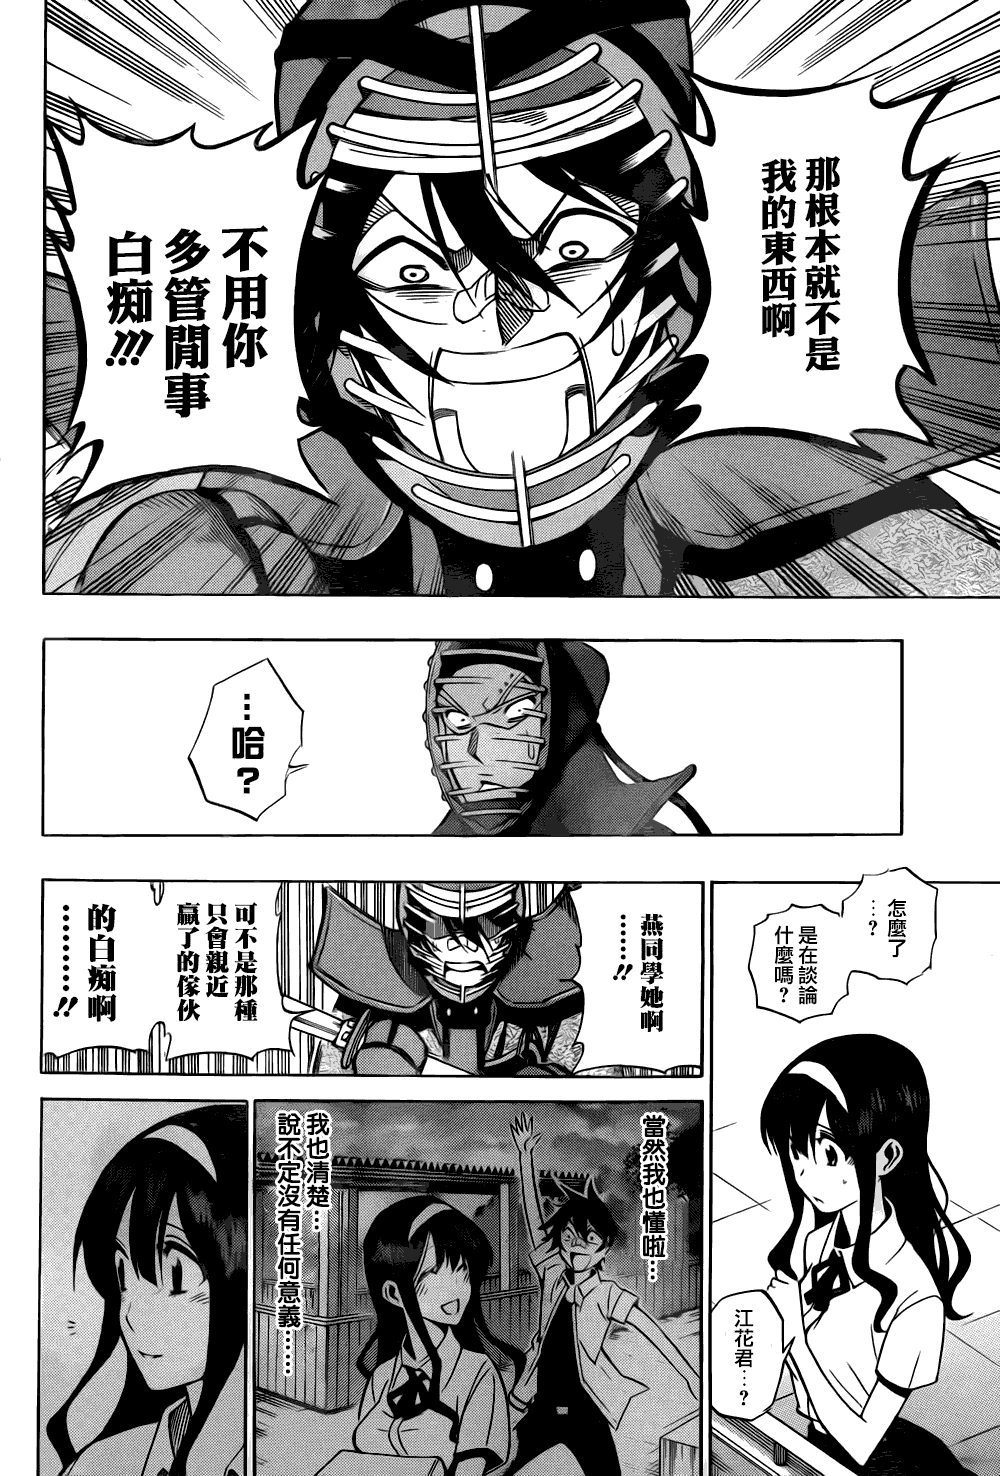 那根本就不是
我的東西啊
不用你
多管閒事
白痴!!!
…哈?
怎麼了
…?
是在談論
什麼嗎?
江花君…?
燕同學她啊
……!!
可不是那種
只會親近
贏了的傢伙
的白痴啊
……!!
當然我也懂啦…
我也清楚…
說不定沒有任何意義……